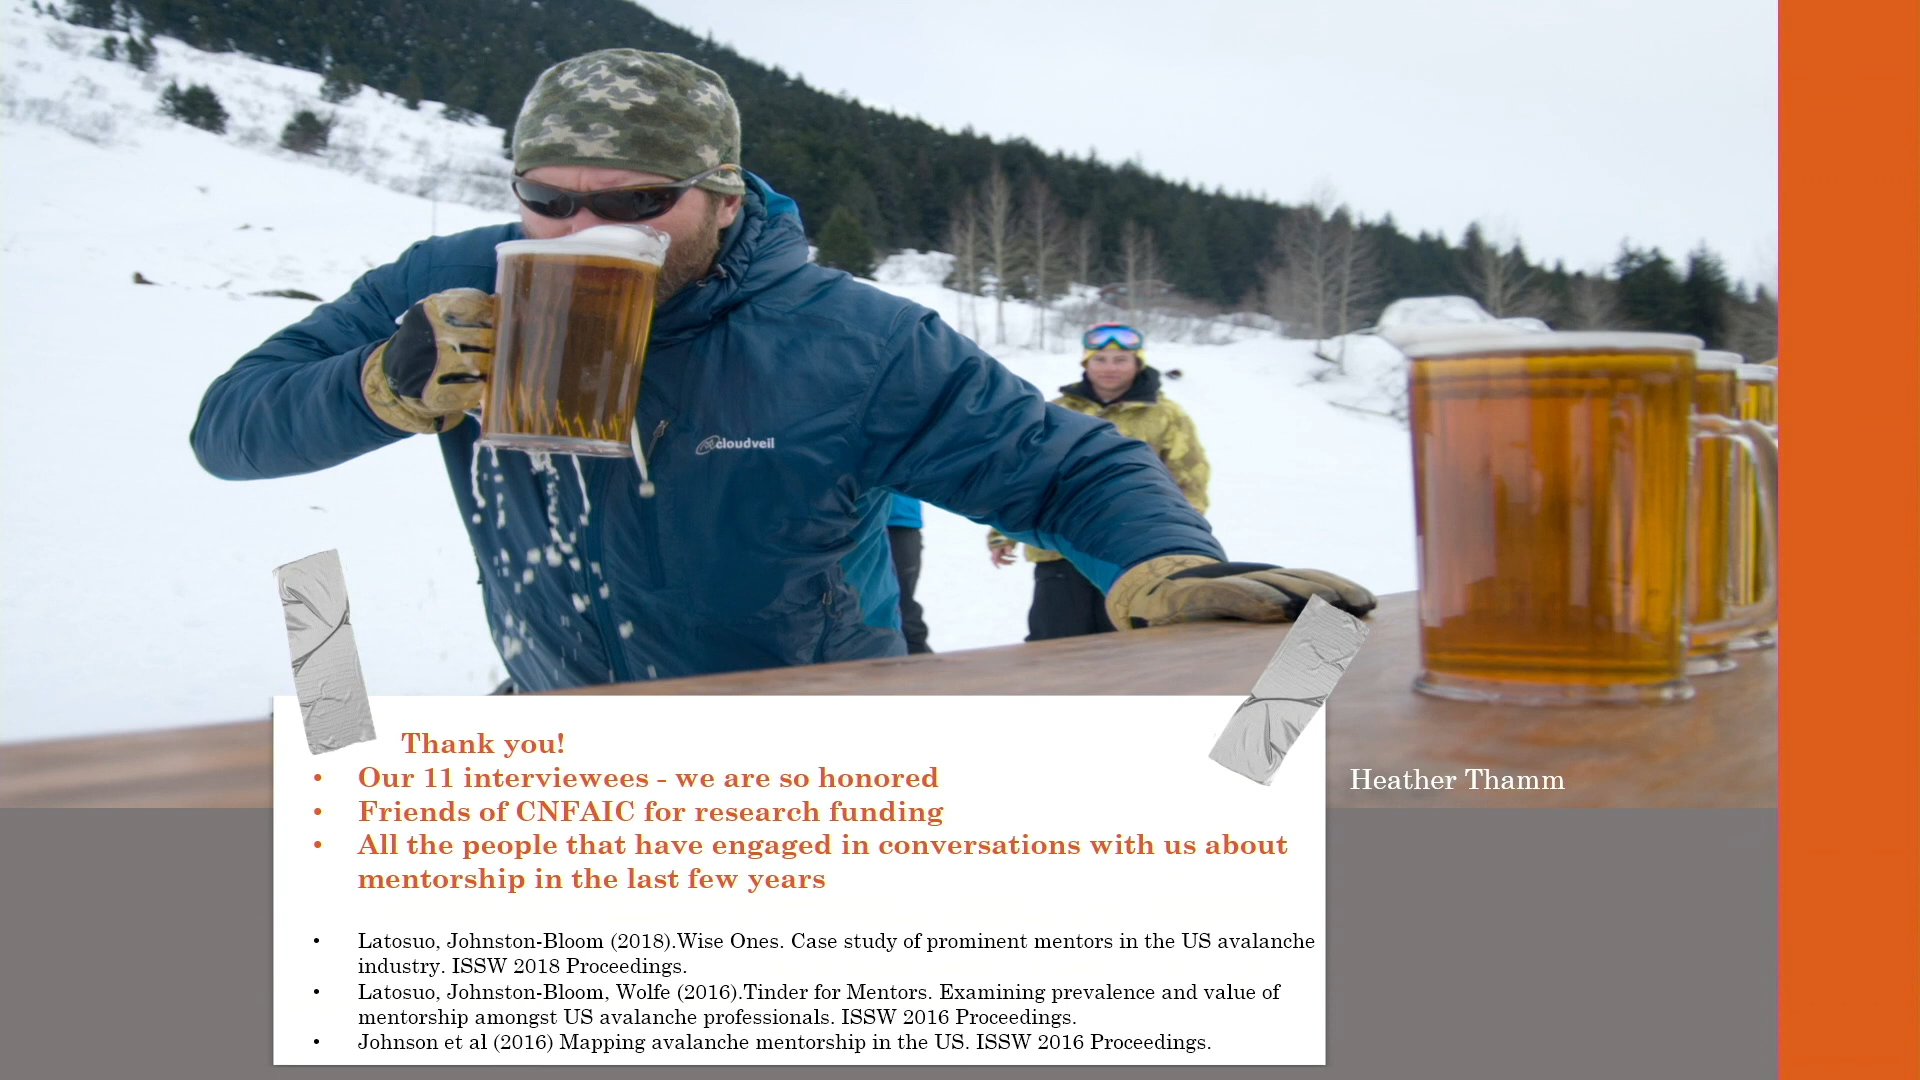 cloudveil
Thank you!
• Our 11 interviewees - we are so honored
• Friends of CNFAIC for research funding
• All the people that have engaged in conversations with us about
mentorship in the last few years
Heather Thamm
• Latosuo, Johnston-Bloom (2018).Wise Ones. Case study of prominent mentors in the US avalanche
industry. ISSW 2018 Proceedings.
• Latosuo, Johnston-Bloom, Wolfe (2016).Tinder for Mentors. Examining prevalence and value of
mentorship amongst US avalanche professionals. ISSW 2016 Proceedings.
• Johnson et al (2016) Mapping avalanche mentorship in the US. ISSW 2016 Proceedings.